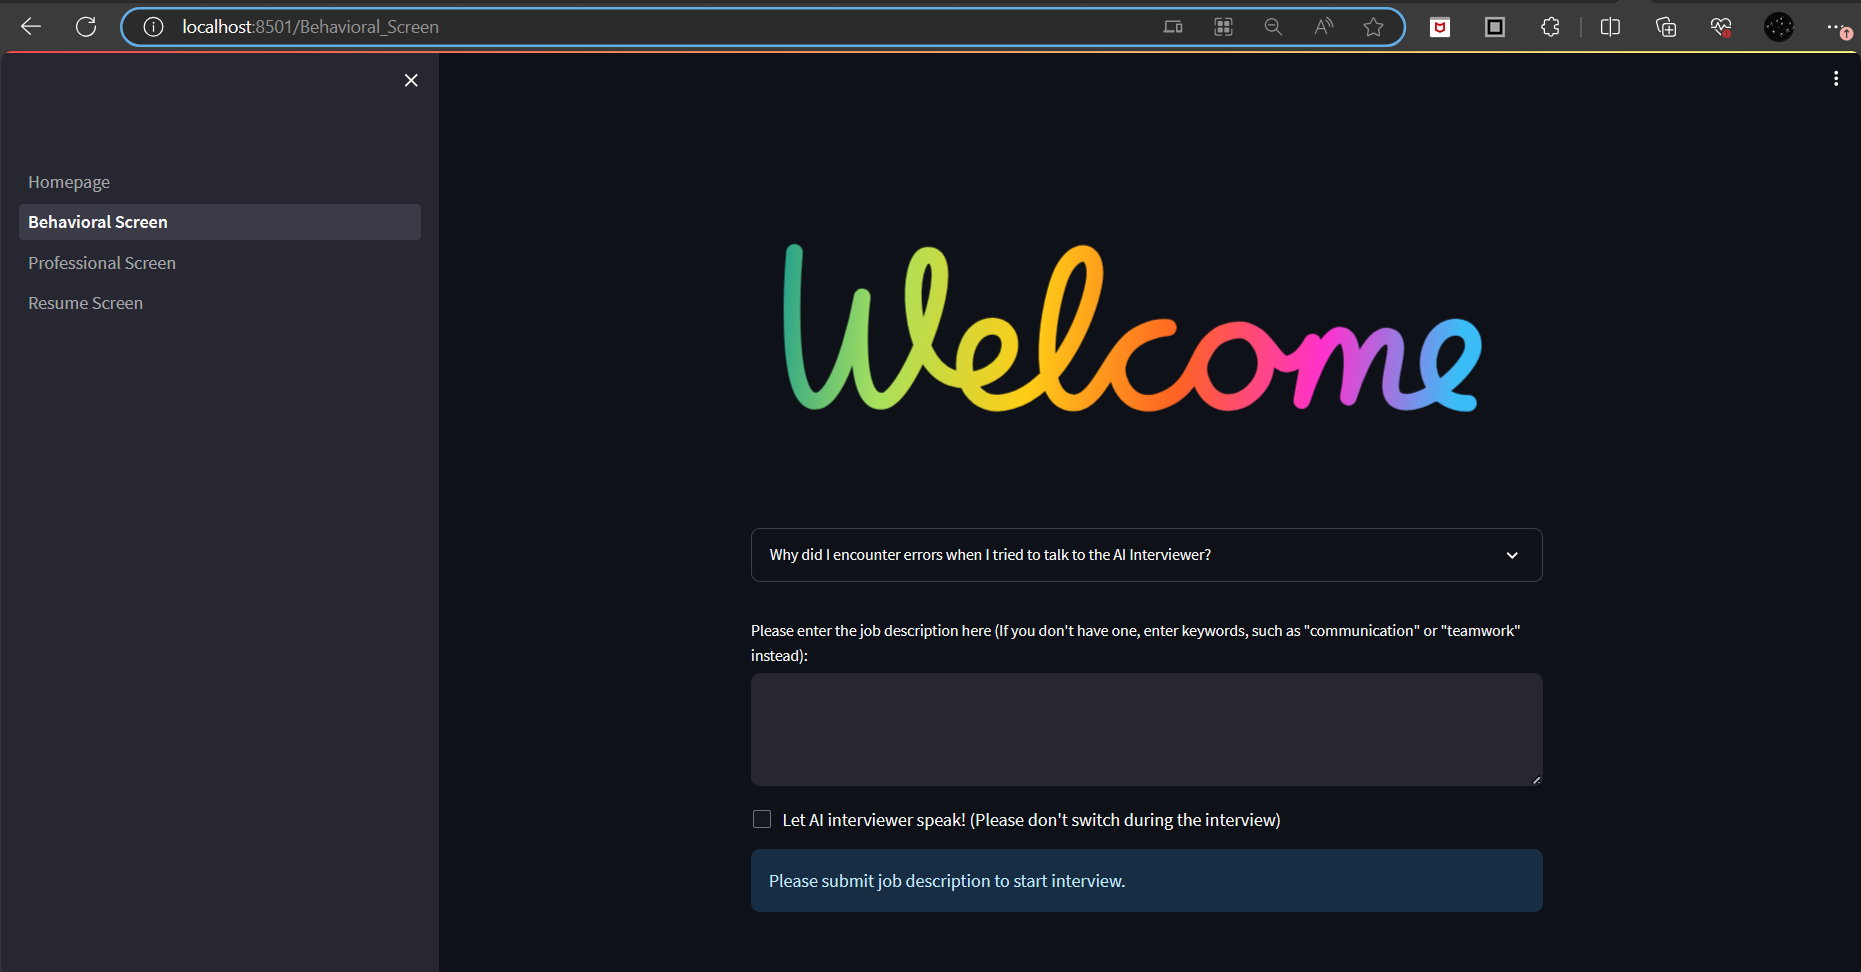 localhost:8501/Behavioral_Screen
Homepage
Behavioral Screen
Professional Screen
Resume Screen
Welcome
Why did I encounter errors when I tried to talk to the AI Interviewer?
Please enter the job description here (If you don't have one, enter keywords, such as "communication" or "teamwork"
instead):
Let AI interviewer speak! (Please don't switch during the interview)
Please submit job description to start interview.